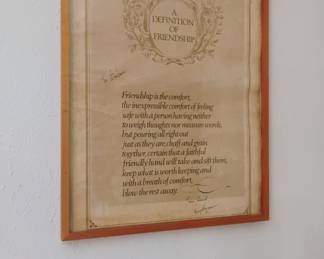 A
DEFINITION
OF
FRIENDSHIP
Friendship is the comfort,
the inexpressible comfort of feeling
safe with a person having neither
to weigh thoughts nor measure words,
but pouring all right out
just as they are, chaff and grain
together, certain that a faithful
friendly hand will take and sift them,
keep what is worth keeping and
with a breath of comfort,
blow the rest away.